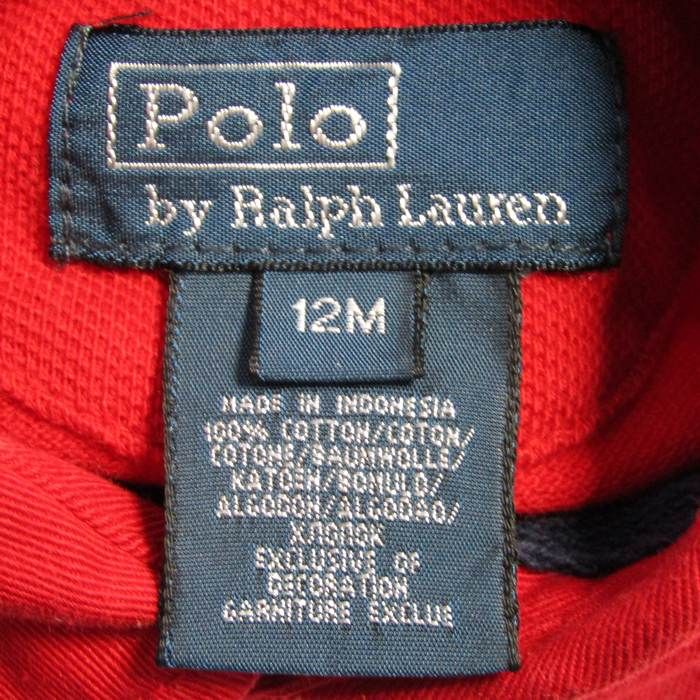 Polo
by Ralph Lauren
12M
MADE IN INDONESIA
100% COTTON/COTON/
COTONE/BAUMWOLLE/
KATOEN/BOMULD/
ALGODON/ALGODAO/
ХЛОПОК
EXCLUSIVE OF
DECORATION
GARNITURE EXCLUE